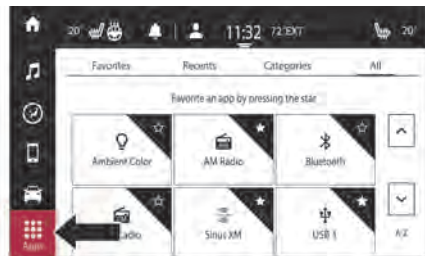 20° 11:32 72°EXT 20°
Favorites Recents Categories All
Favorite an app by pressing the star
Ambient Color AM Radio Bluetooth
Sirius XM USB 1
A-Z
Apps